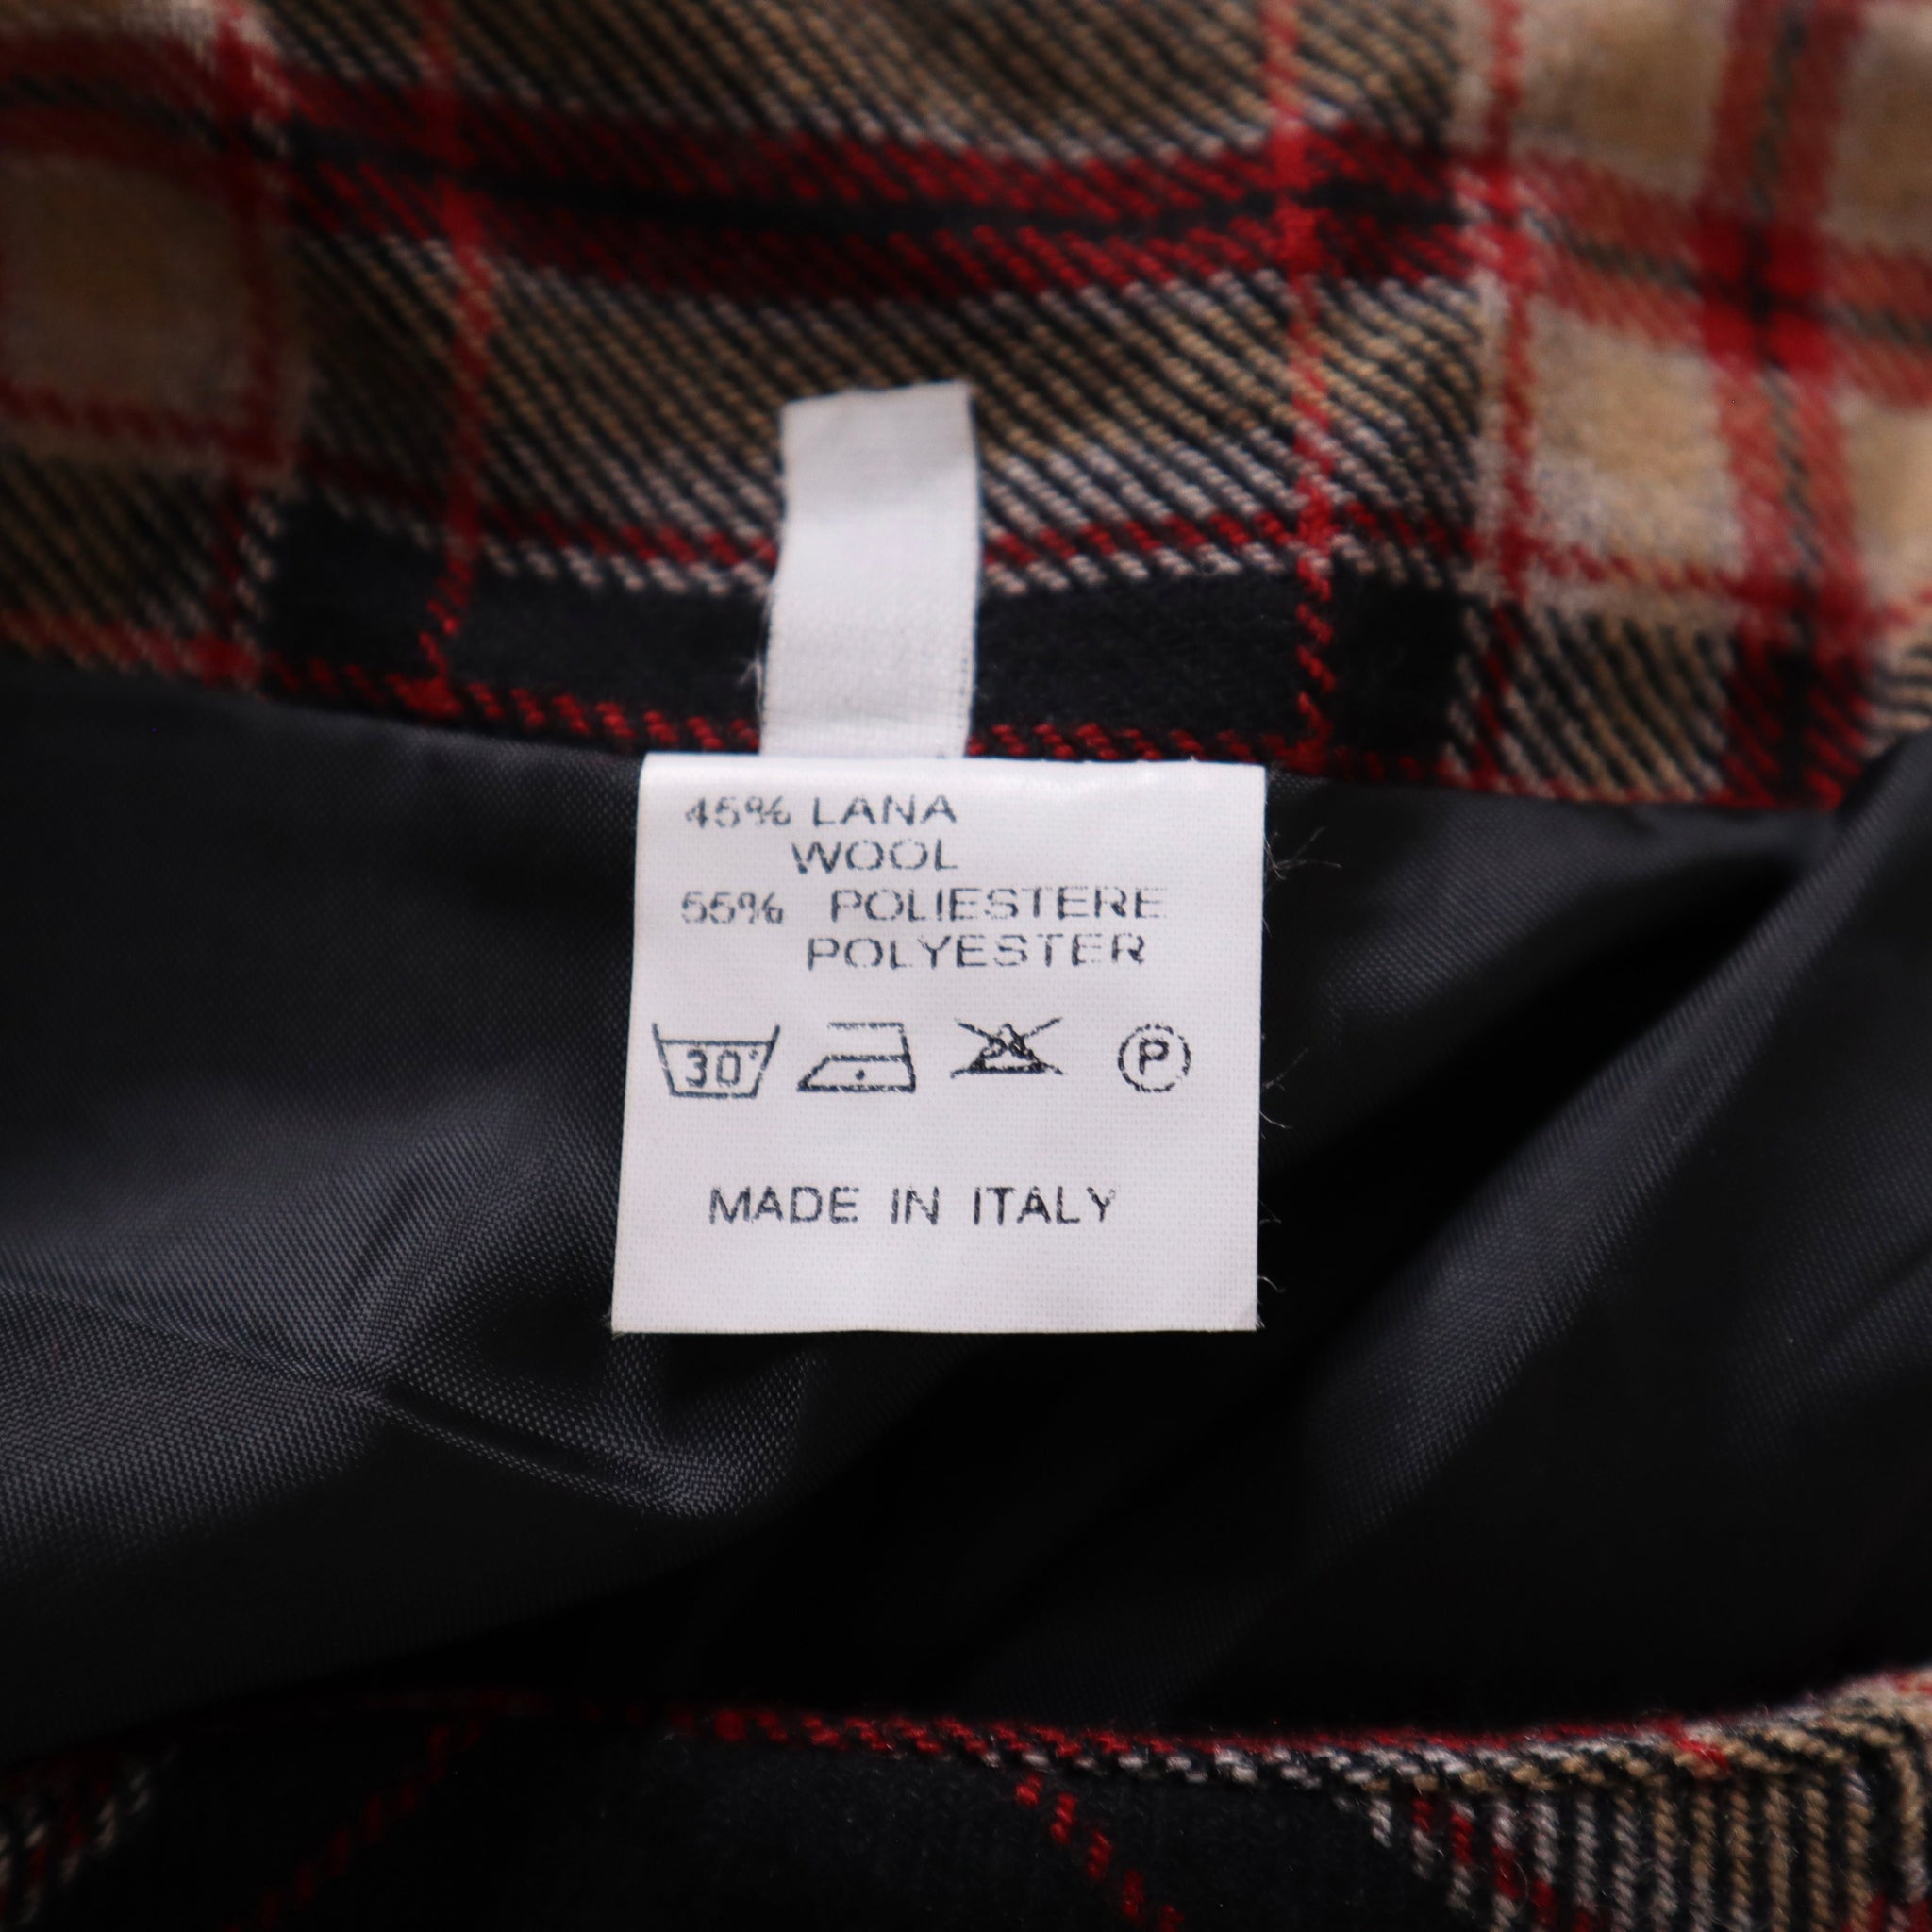 45% LANA
WOOL
55% POLIESTERE
POLYESTER
30°
P
MADE IN ITALY